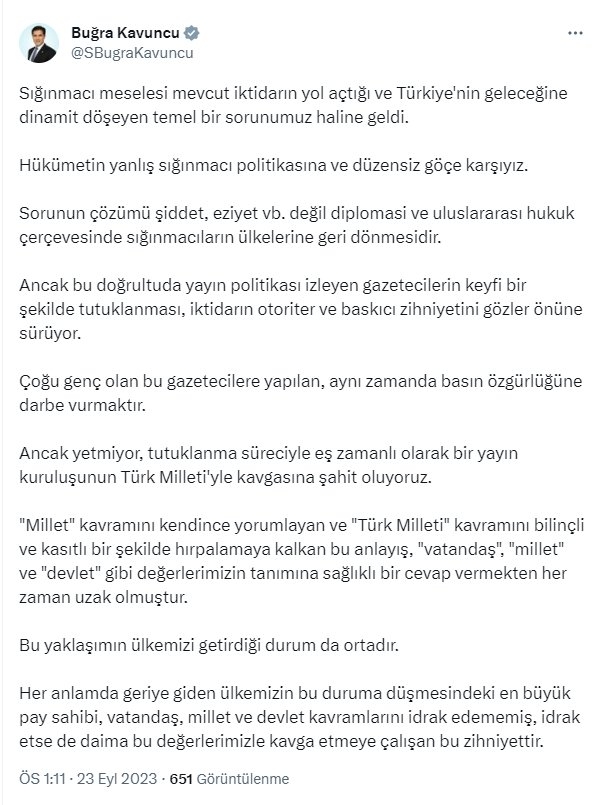 Buğra Kavuncu
@SBugraKavuncu
Sığınmacı meselesi mevcut iktidarın yol açtığı ve Türkiye'nin geleceğine
dinamit döşeyen temel bir sorunumuz haline geldi.
Hükümetin yanlış sığınmacı politikasına ve düzensiz göçe karşıyız.
Sorunun çözümü şiddet, eziyet vb. değil diplomasi ve uluslararası hukuk
çerçevesinde sığınmacıların ülkelerine geri dönmesidir.
Ancak bu doğrultuda yayın politikası izleyen gazetecilerin keyfi bir
şekilde tutuklanması, iktidarın otoriter ve baskıcı zihniyetini gözler önüne
sürüyor.
Çoğu genç olan bu gazetecilere yapılan, aynı zamanda basın özgürlüğüne
darbe vurmaktır.
Ancak yetmiyor, tutuklanma süreciyle eş zamanlı olarak bir yayın
kuruluşunun Türk Milleti'yle kavgasına şahit oluyoruz.
"Millet" kavramını kendince yorumlayan ve "Türk Milleti" kavramını bilinçli
ve kasıtlı bir şekilde hırpalamaya kalkan bu anlayış, "vatandaş", "millet"
ve "devlet" gibi değerlerimizin tanımına sağlıklı bir cevap vermekten her
zaman uzak olmuştur.
Bu yaklaşımın ülkemizi getirdiği durum da ortadır.
Her anlamda geriye giden ülkemizin bu duruma düşmesindeki en büyük
pay sahibi, vatandaş, millet ve devlet kavramlarını idrak edememiş, idrak
etse de daima bu değerlerimizle kavga etmeye çalışan bu zihniyettir.
ÖS 1:11 · 23 Eyl 2023 · 651 Görüntülenme